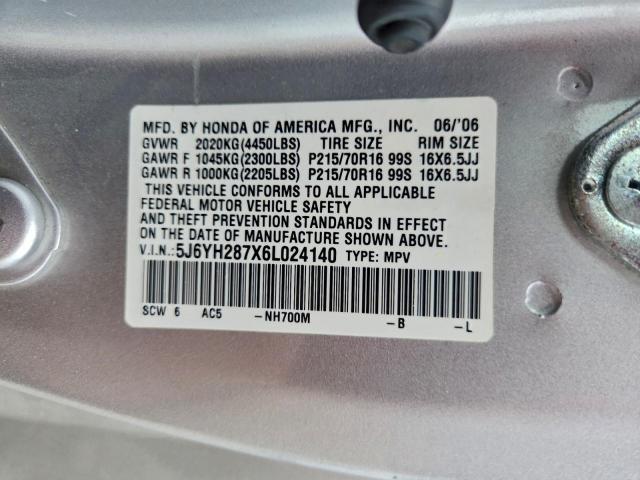 MFD. BY HONDA OF AMERICA MFG., INC. 06/'06
GVWR 2020KG(4450LBS) TIRE SIZE RIM SIZE
GAWR F 1045KG(2300LBS) P215/70R16 99S 16X6.5JJ
GAWR R 1000KG(2205LBS) P215/70R16 99S 16X6.5JJ
THIS VEHICLE CONFORMS TO ALL APPLICABLE
FEDERAL MOTOR VEHICLE SAFETY
AND THEFT PREVENTION STANDARDS IN EFFECT
ON THE DATE OF MANUFACTURE SHOWN ABOVE.
V.I.N.:5J6YH287X6L024140 TYPE: MPV
SCW 6 AC5 -NH700M -B -L